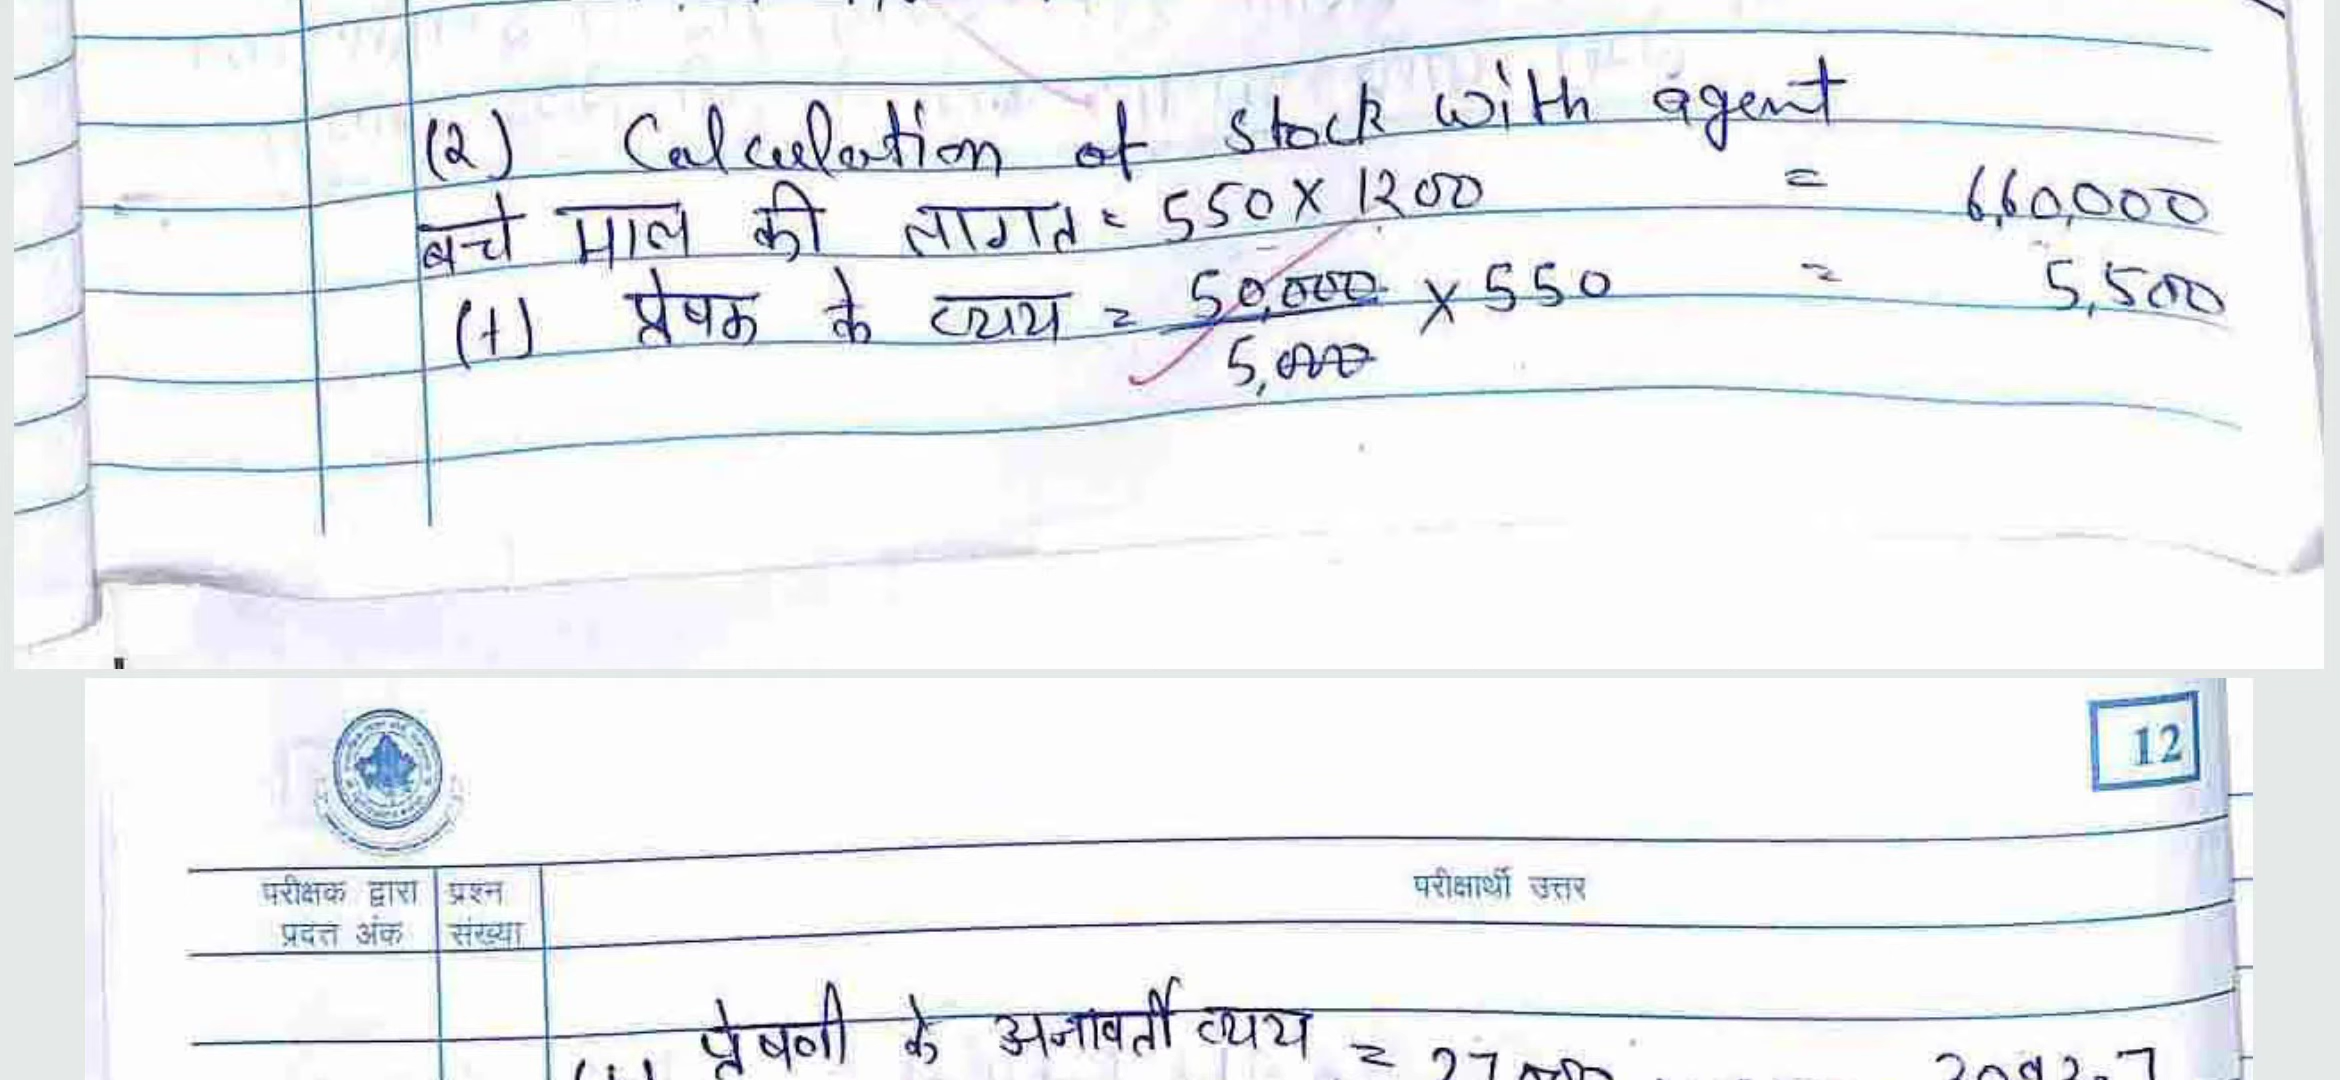 (2) Calculation of stock with agent
बचे माल की लागत = 550 X 1200 = 6,60,000
(+) प्रेषक के व्यय = 50,000 X 550 = 5,500
5,000
12
परीक्षक द्वारा प्रदत्त अंक
प्रश्न संख्या
परीक्षार्थी उत्तर
प्रेषणी के अनावर्ती व्यय =